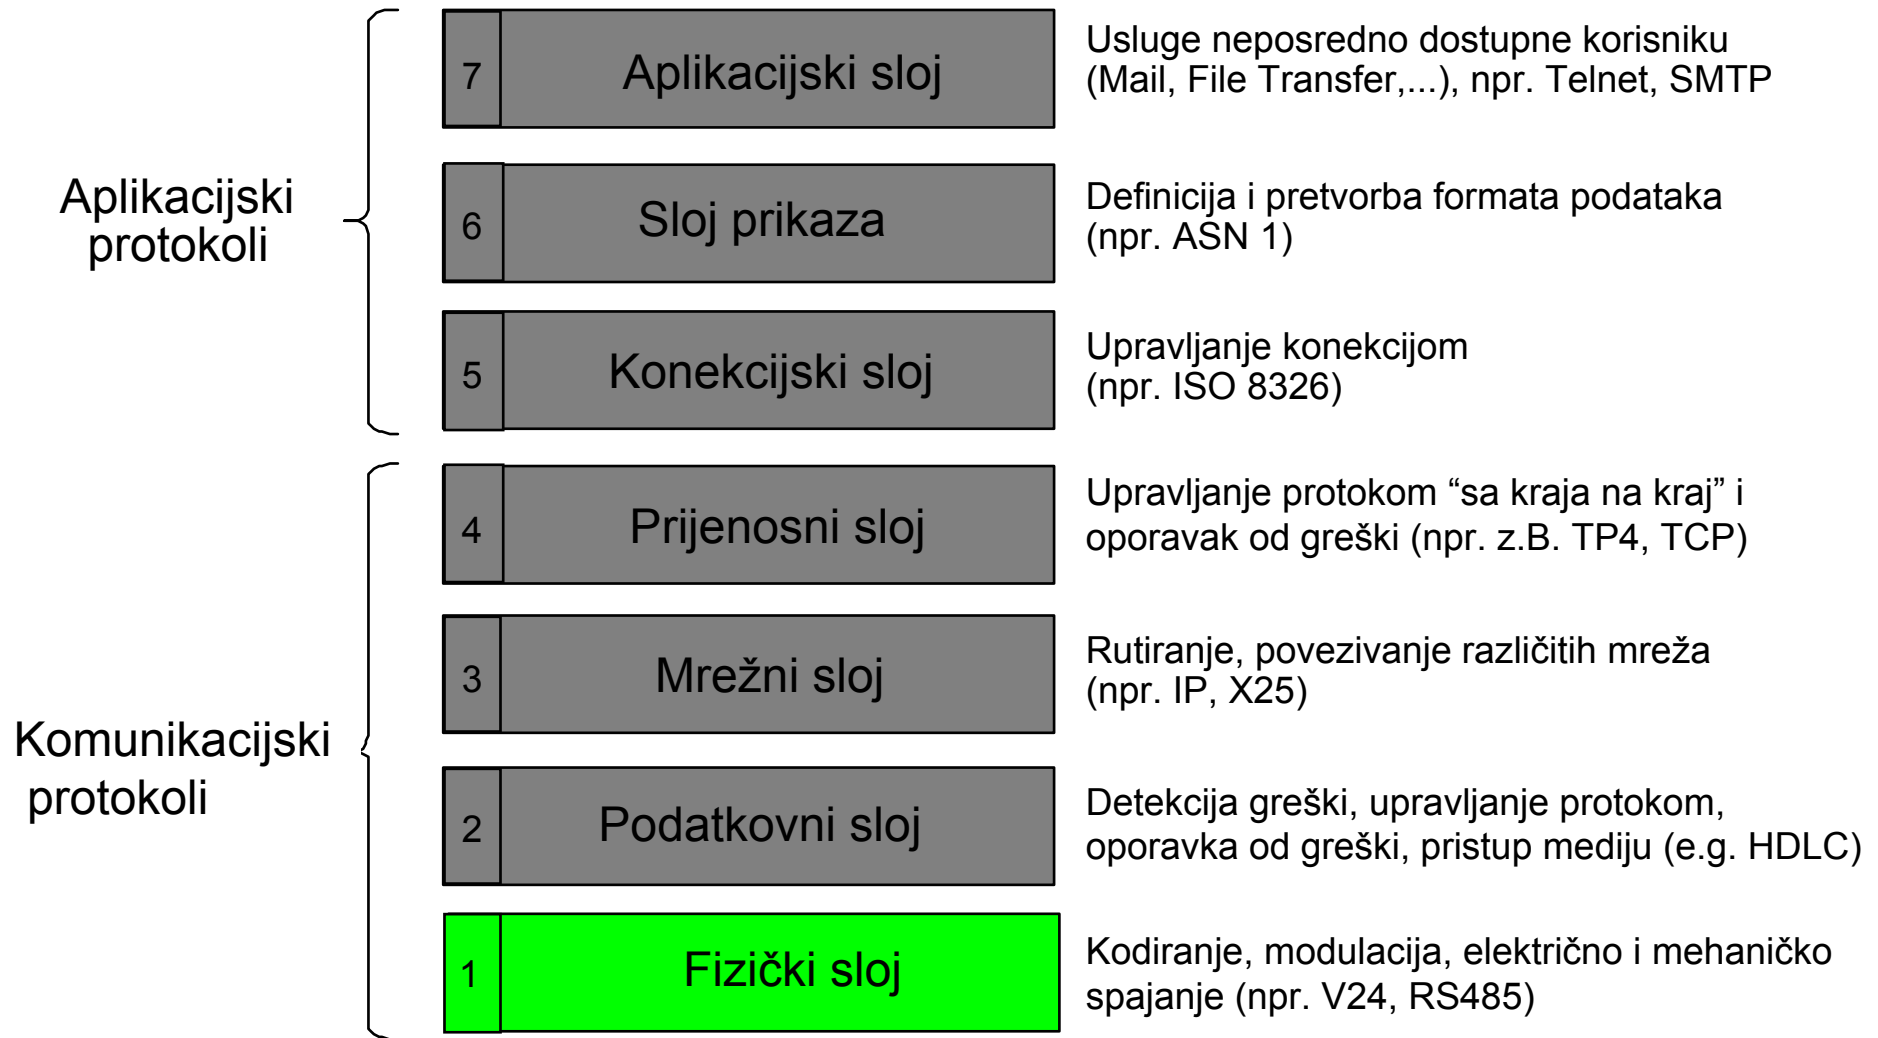 Aplikacijski
protokoli
7
Aplikacijski sloj
Usluge neposredno dostupne korisniku
(Mail, File Transfer,...), npr. Telnet, SMTP
6
Sloj prikaza
Definicija i pretvorba formata podataka
(npr. ASN 1)
5
Konekcijski sloj
Upravljanje konekcijom
(npr. ISO 8326)
Komunikacijski
protokoli
4
Prijenosni sloj
Upravljanje protokom “sa kraja na kraj” i
oporavak od greški (npr. z.B. TP4, TCP)
3
Mrežni sloj
Rutiranje, povezivanje različitih mreža
(npr. IP, X25)
2
Podatkovni sloj
Detekcija greški, upravljanje protokom,
oporavka od greški, pristup mediju (e.g. HDLC)
1
Fizički sloj
Kodiranje, modulacija, električno i mehaničko
spajanje (npr. V24, RS485)